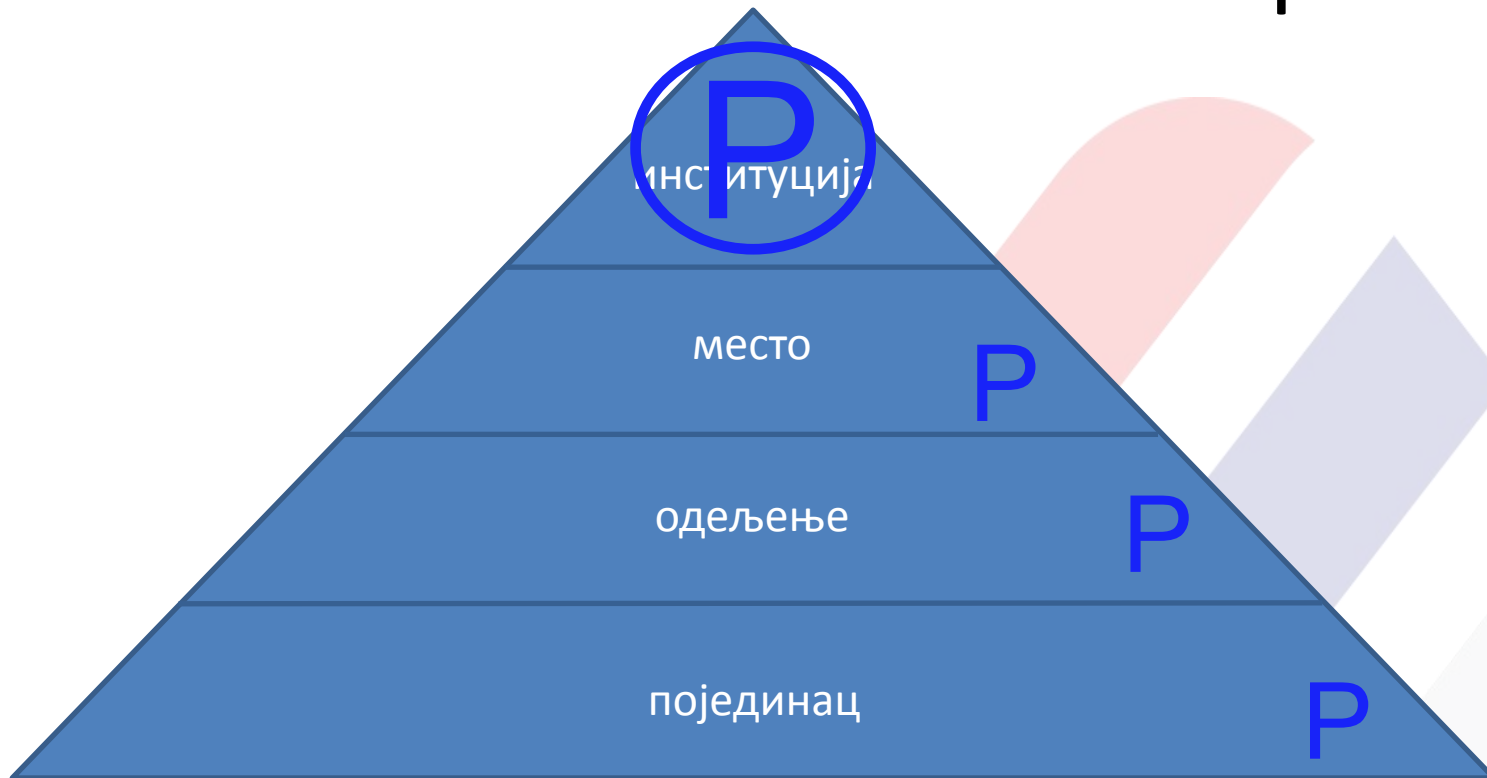 P
институција
место
P
одељење
P
појединац
P